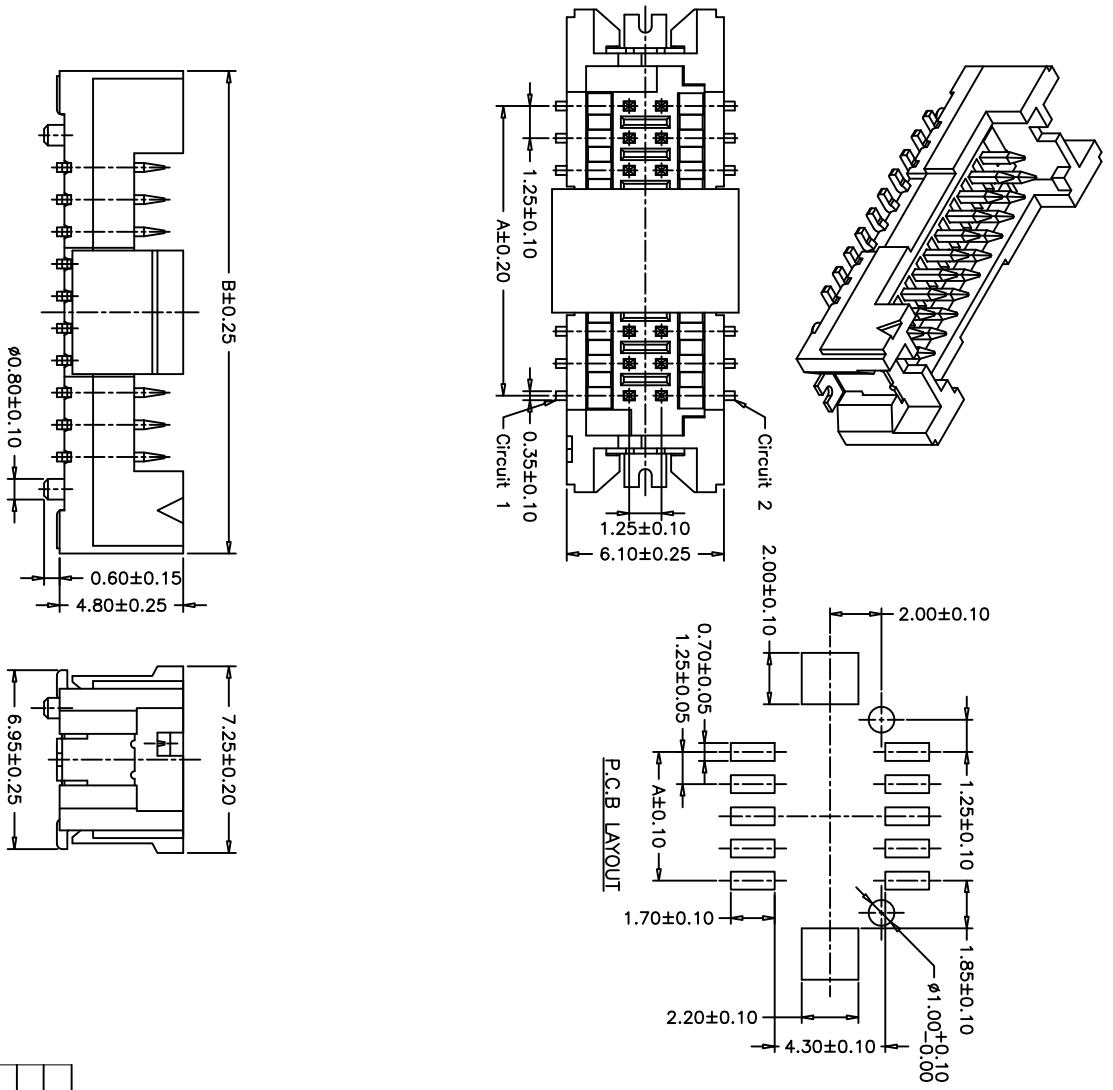 B±0.25
ø0.80±0.10
0.60±0.15
4.80±0.25
7.25±0.20
6.95±0.25
1.25±0.10
A±0.20
0.35±0.10
Circuit 1
Circuit 2
1.25±0.10
6.10±0.25
2.00±0.10
2.00±0.10
0.70±0.05
1.25±0.05
A±0.10
P.C.B LAYOUT
1.25±0.10
1.85±0.10
ø1.00+0.10
-0.00
1.70±0.10
2.20±0.10
4.30±0.10